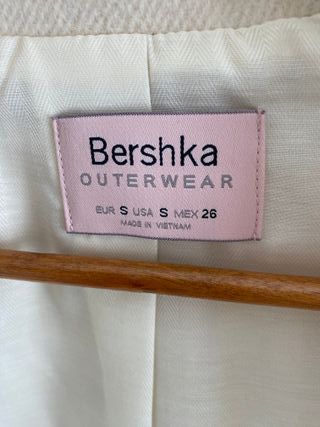 Bershka
OUTERWEAR
EUR S USA S MEX 26
MADE IN VIETNAM